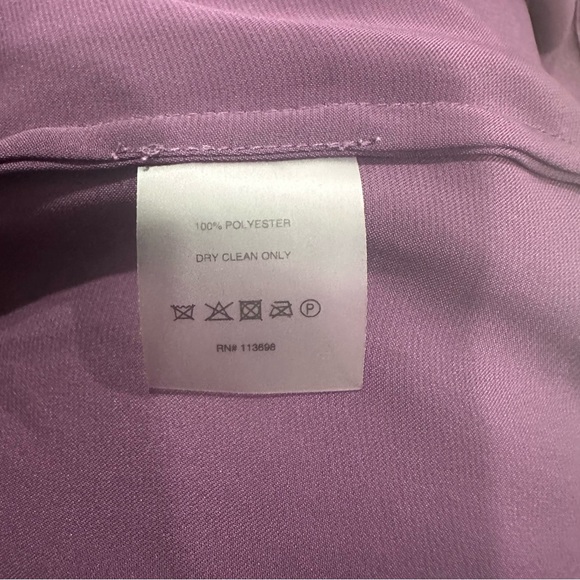 100% POLYESTER
DRY CLEAN ONLY
P
RN# 113698